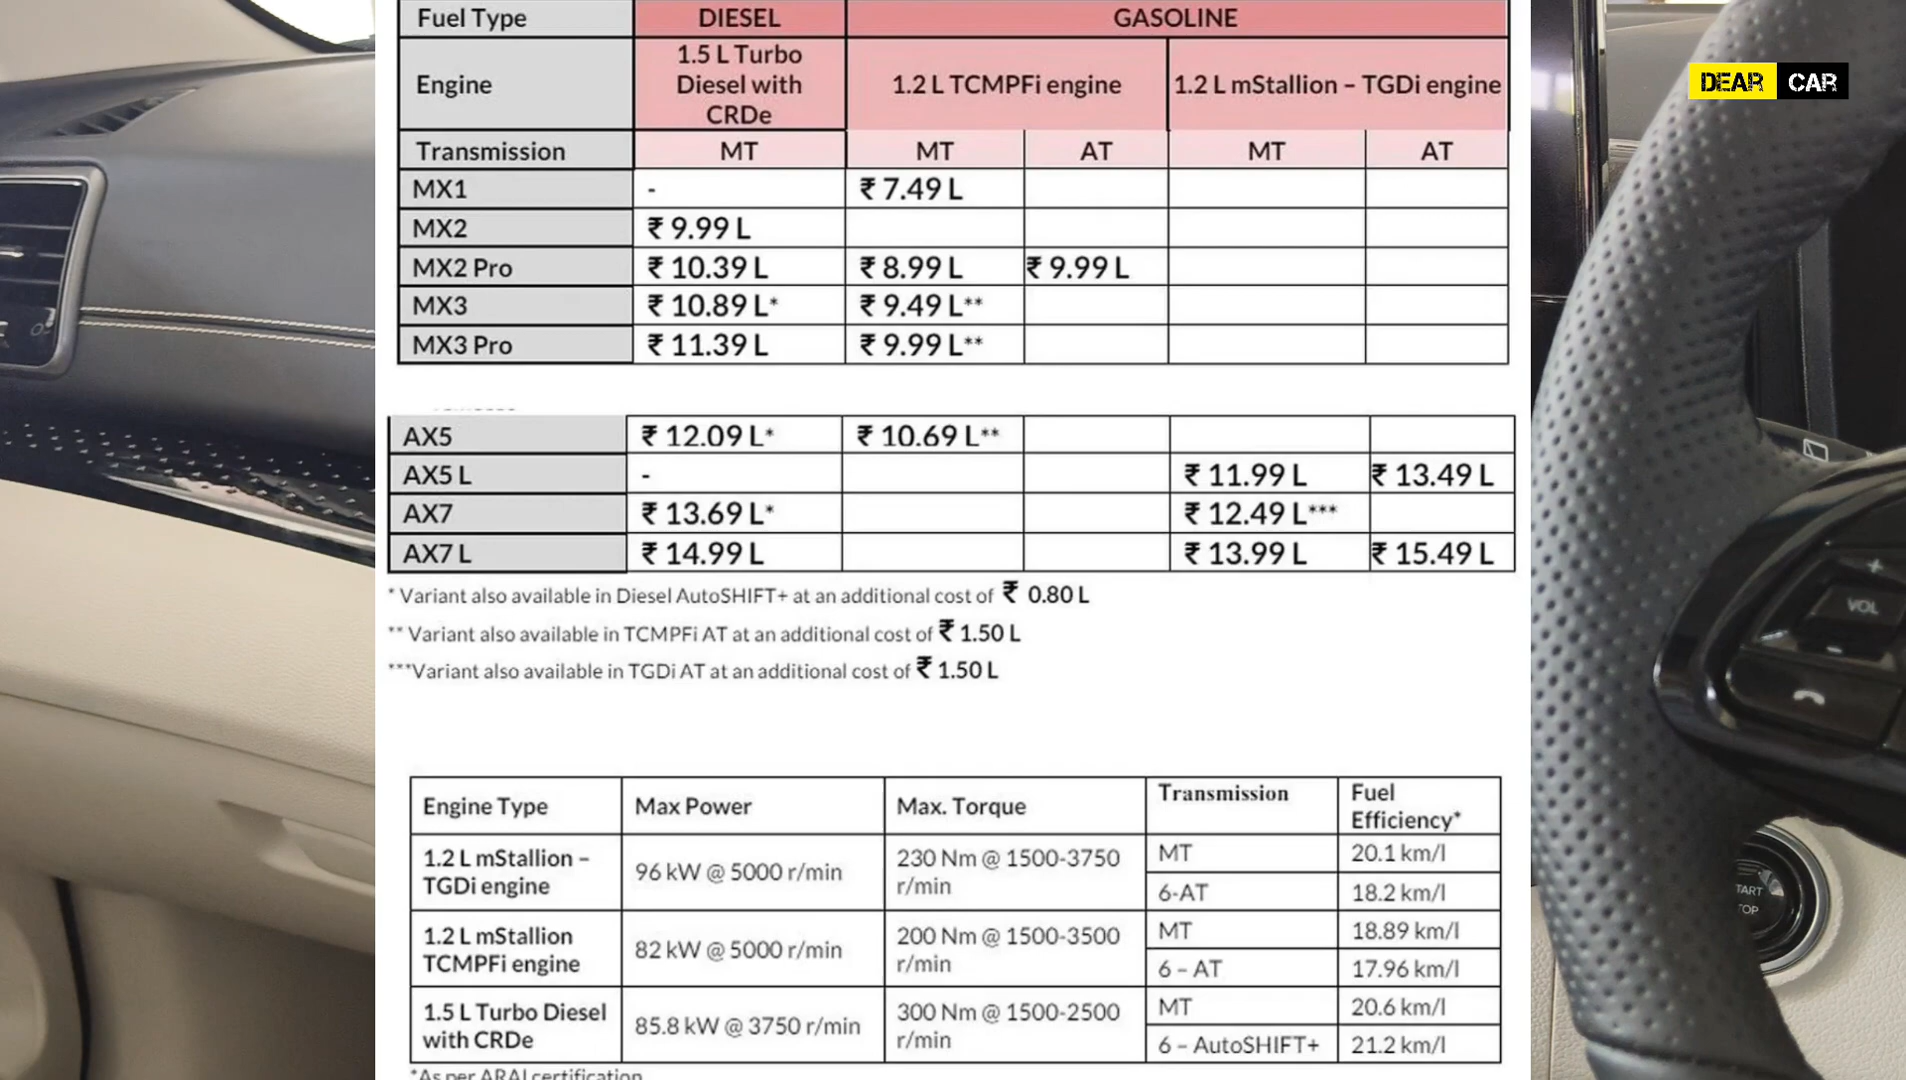 Fuel Type DIESEL GASOLINE
Engine 1.5 L Turbo Diesel with CRDe 1.2 L TCMPFi engine 1.2 L mStallion – TGDi engine
Transmission MT MT AT MT AT
MX1 - ₹ 7.49 L
MX2 ₹ 9.99 L
MX2 Pro ₹ 10.39 L ₹ 8.99 L ₹ 9.99 L
MX3 ₹ 10.89 L* ₹ 9.49 L**
MX3 Pro ₹ 11.39 L ₹ 9.99 L**
AX5 ₹ 12.09 L* ₹ 10.69 L**
AX5 L - ₹ 11.99 L ₹ 13.49 L
AX7 ₹ 13.69 L* ₹ 12.49 L***
AX7 L ₹ 14.99 L ₹ 13.99 L ₹ 15.49 L
* Variant also available in Diesel AutoSHIFT+ at an additional cost of ₹ 0.80 L
** Variant also available in TCMPFi AT at an additional cost of ₹ 1.50 L
***Variant also available in TGDi AT at an additional cost of ₹ 1.50 L
Engine Type Max Power Max. Torque Transmission Fuel Efficiency*
1.2 L mStallion – TGDi engine 96 kW @ 5000 r/min 230 Nm @ 1500-3750 r/min MT 20.1 km/l
6-AT 18.2 km/l
1.2 L mStallion TCMPFi engine 82 kW @ 5000 r/min 200 Nm @ 1500-3500 r/min MT 18.89 km/l
6 – AT 17.96 km/l
1.5 L Turbo Diesel with CRDe 85.8 kW @ 3750 r/min 300 Nm @ 1500-2500 r/min MT 20.6 km/l
6 – AutoSHIFT+ 21.2 km/l
*As per ARAI certification
DEAR CAR
VOL